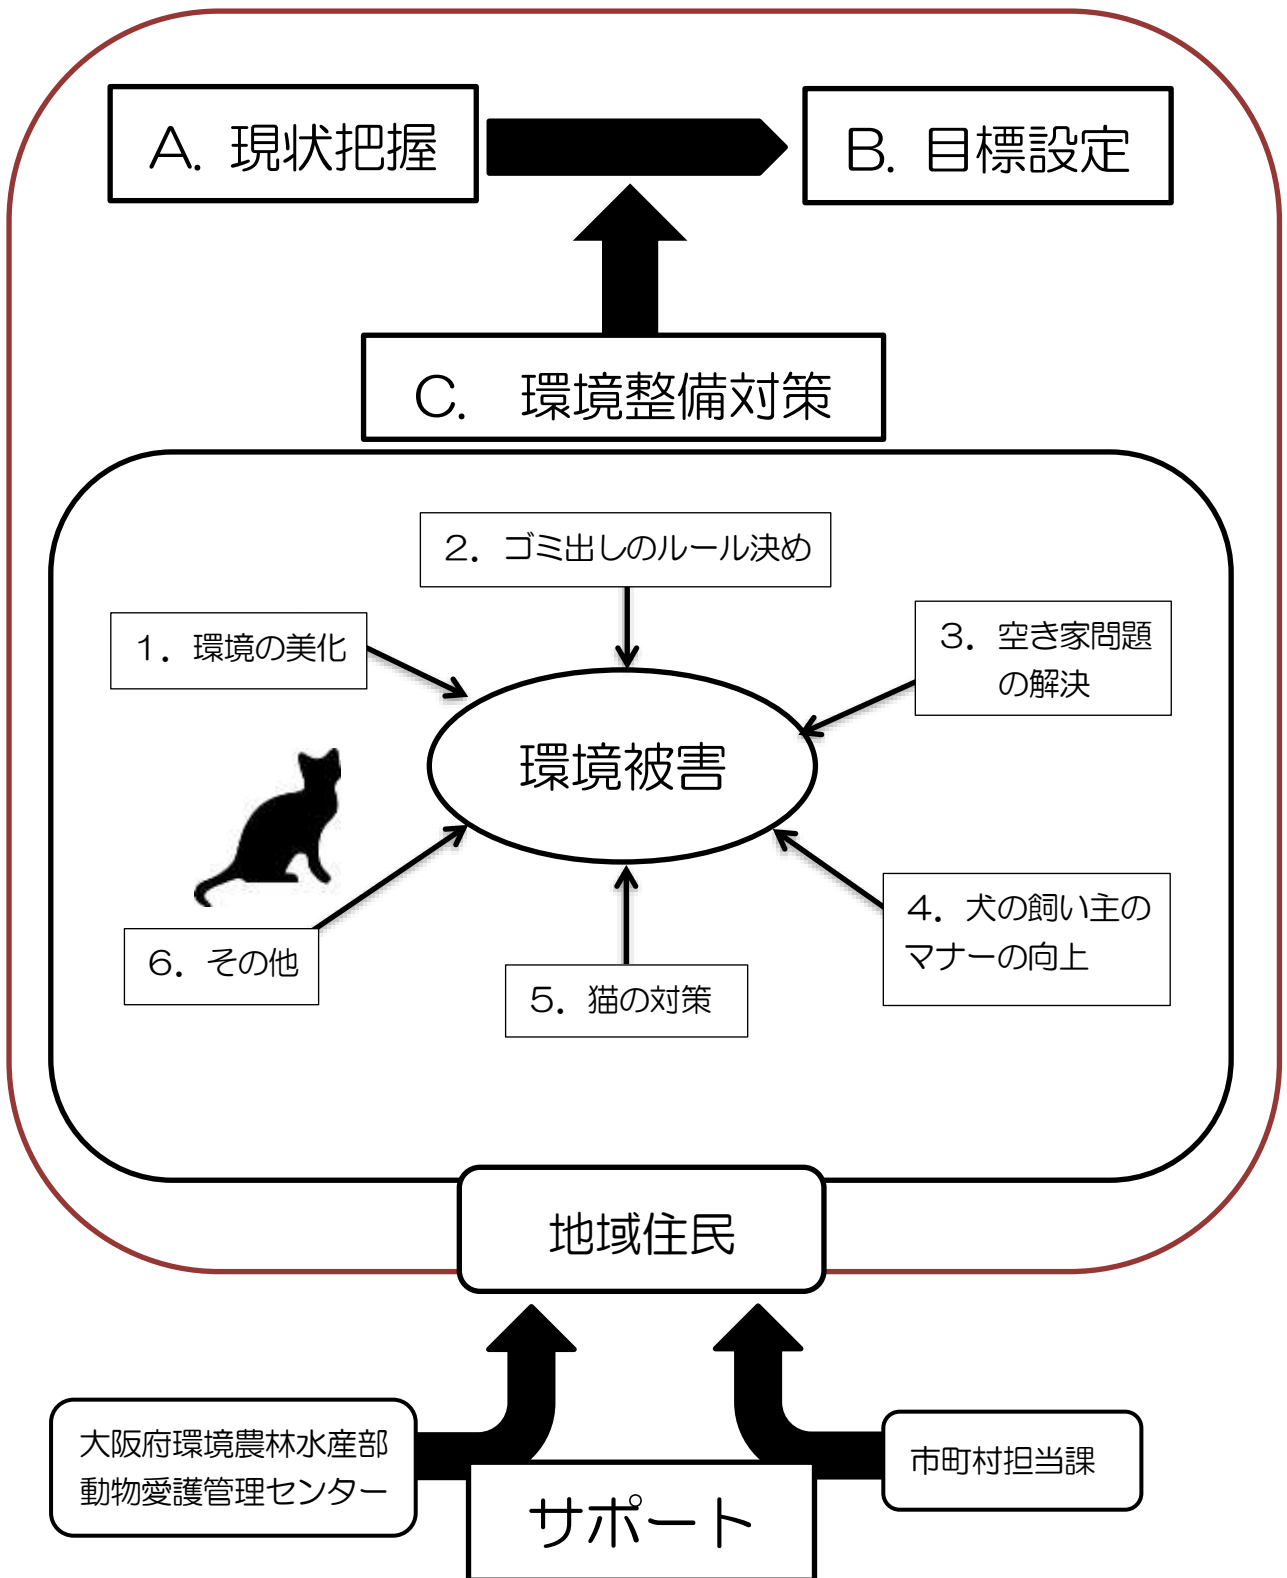 A. 現状把握
B. 目標設定
C. 環境整備対策
2. ゴミ出しのルール決め
1. 環境の美化
3. 空き家問題
の解決
環境被害
4. 犬の飼い主の
マナーの向上
6. その他
5. 猫の対策
地域住民
大阪府環境農林水産部
動物愛護管理センター
市町村担当課
サポート